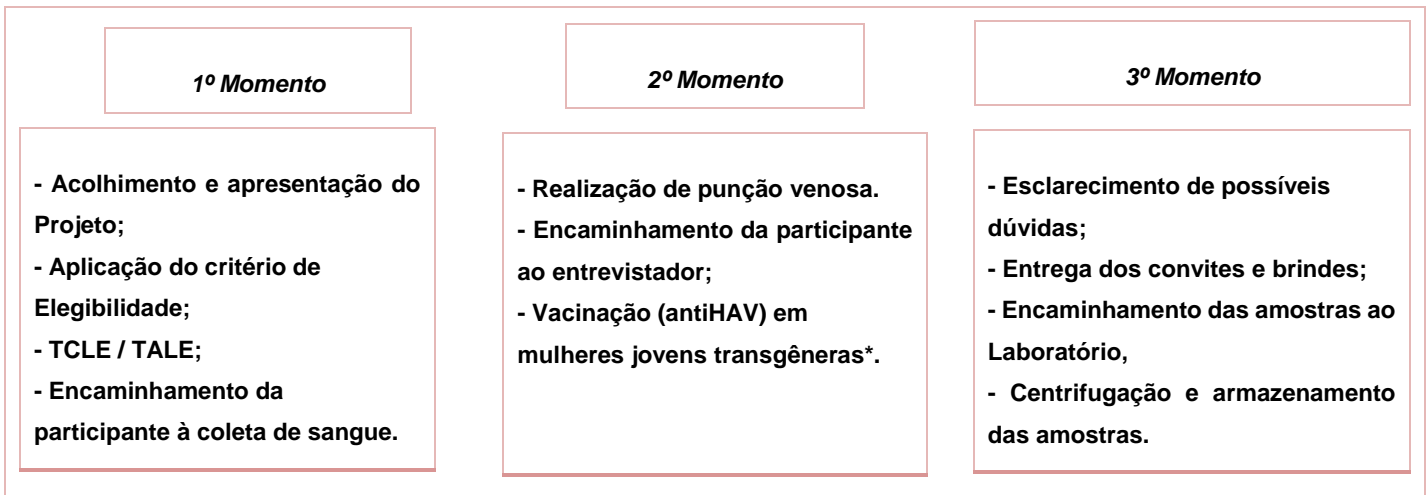 1º Momento
- Acolhimento e apresentação do
Projeto;
- Aplicação do critério de
Elegibilidade;
- TCLE / TALE;
- Encaminhamento da
participante à coleta de sangue.
2º Momento
- Realização de punção venosa.
- Encaminhamento da participante
ao entrevistador;
- Vacinação (antiHAV) em
mulheres jovens transgêneras*.
3º Momento
- Esclarecimento de possíveis
dúvidas;
- Entrega dos convites e brindes;
- Encaminhamento das amostras ao
Laboratório,
- Centrifugação e armazenamento
das amostras.